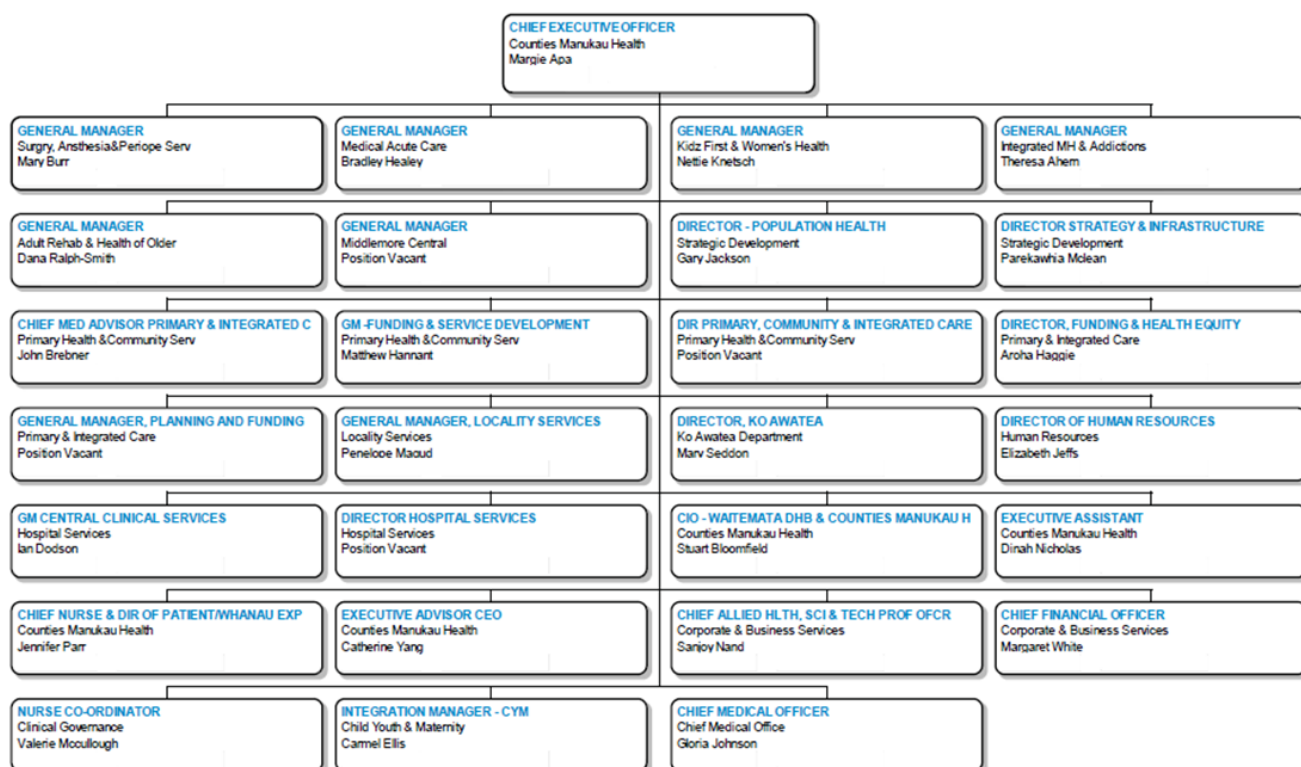 CHIEF EXECUTIVE OFFICER
Counties Manukau Health
Margie Apa
GENERAL MANAGER
Surgry, Ansthesia&Periope Serv
Mary Burr
GENERAL MANAGER
Medical Acute Care
Bradley Healey
GENERAL MANAGER
Kidz First & Women's Health
Nettie Knetsch
GENERAL MANAGER
Integrated MH & Addictions
Theresa Ahern
GENERAL MANAGER
Adult Rehab & Health of Older
Dana Ralph-Smith
GENERAL MANAGER
Middlemore Central
Position Vacant
DIRECTOR - POPULATION HEALTH
Strategic Development
Gary Jackson
DIRECTOR STRATEGY & INFRASTRUCTURE
Strategic Development
Parekawhia Mclean
CHIEF MED ADVISOR PRIMARY & INTEGRATED C
Primary Health &Community Serv
John Brebner
GM -FUNDING & SERVICE DEVELOPMENT
Primary Health &Community Serv
Matthew Hannant
DIR PRIMARY, COMMUNITY & INTEGRATED CARE
Primary Health &Community Serv
Position Vacant
DIRECTOR, FUNDING & HEALTH EQUITY
Primary & Integrated Care
Aroha Haggie
GENERAL MANAGER, PLANNING AND FUNDING
Primary & Integrated Care
Position Vacant
GENERAL MANAGER, LOCALITY SERVICES
Locality Services
Penelope Magud
DIRECTOR, KO AWATEA
Ko Awatea Department
Mary Seddon
DIRECTOR OF HUMAN RESOURCES
Human Resources
Elizabeth Jeffs
GM CENTRAL CLINICAL SERVICES
Hospital Services
Ian Dodson
DIRECTOR HOSPITAL SERVICES
Hospital Services
Position Vacant
CIO - WAITEMATA DHB & COUNTIES MANUKAU H
Counties Manukau Health
Stuart Bloomfield
EXECUTIVE ASSISTANT
Counties Manukau Health
Dinah Nicholas
CHIEF NURSE & DIR OF PATIENT/WHANAU EXP
Counties Manukau Health
Jennifer Parr
EXECUTIVE ADVISOR CEO
Counties Manukau Health
Catherine Yang
CHIEF ALLIED HLTH, SCI & TECH PROF OFCR
Corporate & Business Services
Sanjoy Nand
CHIEF FINANCIAL OFFICER
Corporate & Business Services
Margaret White
NURSE CO-ORDINATOR
Clinical Governance
Valerie Mccullough
INTEGRATION MANAGER - CYM
Child Youth & Maternity
Carmel Ellis
CHIEF MEDICAL OFFICER
Chief Medical Office
Gloria Johnson